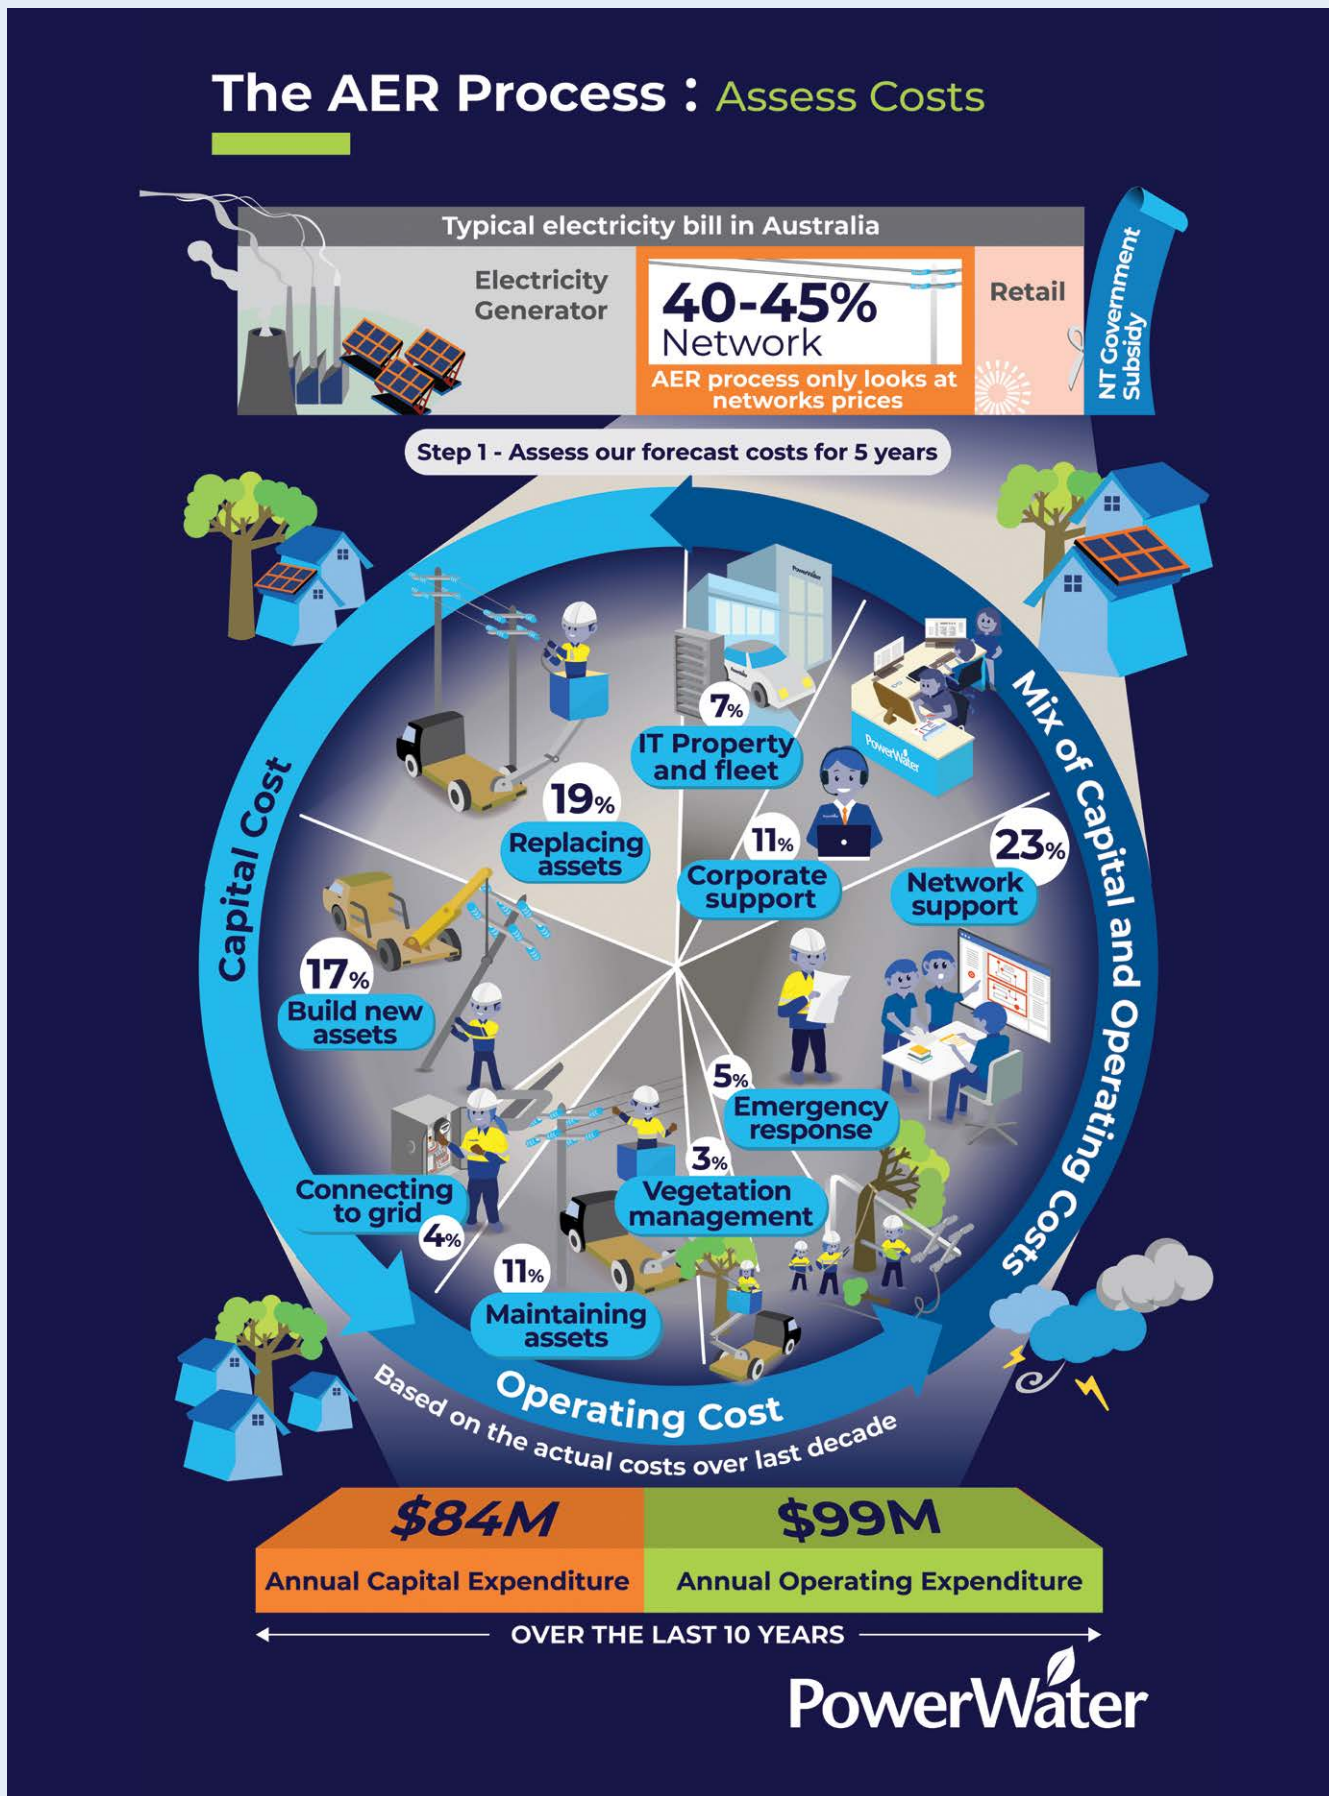 The AER Process : Assess Costs
Typical electricity bill in Australia
Electricity
Generator
40-45%
Network
AER process only looks at
networks prices
Retail
NT Government
Subsidy
Step 1 - Assess our forecast costs for 5 years
Capital Cost
Mix of Capital and Operating Costs
PowerWater
7%
IT Property
and fleet
PowerWater
19%
Replacing
assets
11%
Corporate
support
23%
Network
support
17%
Build new
assets
5%
Emergency
response
3%
Vegetation
management
Connecting
to grid
4%
11%
Maintaining
assets
Operating Cost
Based on the actual costs over last decade
$84M
Annual Capital Expenditure
$99M
Annual Operating Expenditure
OVER THE LAST 10 YEARS
PowerWater